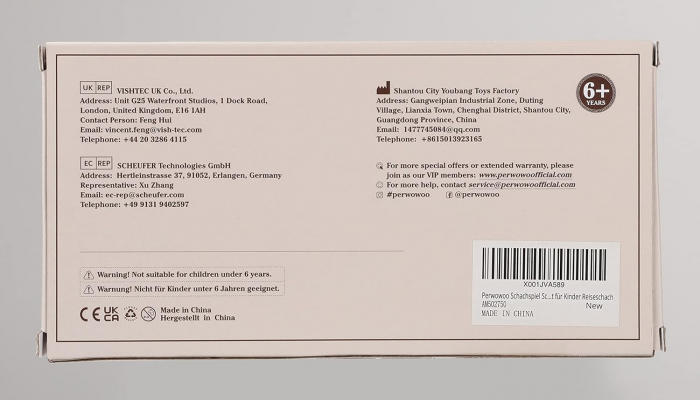 UK REP VISHTEC UK Co., Ltd.
Address: Unit G25 Waterfront Studios, 1 Dock Road,
London, United Kingdom, E16 1AH
Contact Person: Feng Hui
Email: vincent.feng@vish-tec.com
Telephone: +44 20 3286 4115
EC REP SCHEUFER Technologies GmbH
Address: Hertleinstrasse 37, 91052, Erlangen, Germany
Representative: Xu Zhang
Email: ec-rep@scheufer.com
Telephone: +49 9131 9402597
Shantou City Youbang Toys Factory
Address: Gangweipian Industrial Zone, Duting
Village, Lianxia Town, Chenghai District, Shantou City,
Guangdong Province, China
Email: 1477745084@qq.com
Telephone: +8615013923165
6+
YEARS
For more special offers or extended warranty, please
join as our VIP members: www.perwowoofficial.com
For more help, contact service@perwowoofficial.com
#perwowoo @perwowoo
Warning! Not suitable for children under 6 years.
Warnung! Nicht für Kinder unter 6 Jahren geeignet.
CE UK
CA
Made in China
Hergestellt in China
X001JVA589
Perwowoo Schachspiel Sc...t für Kinder Reiseschach
AMS02750
New
MADE IN CHINA